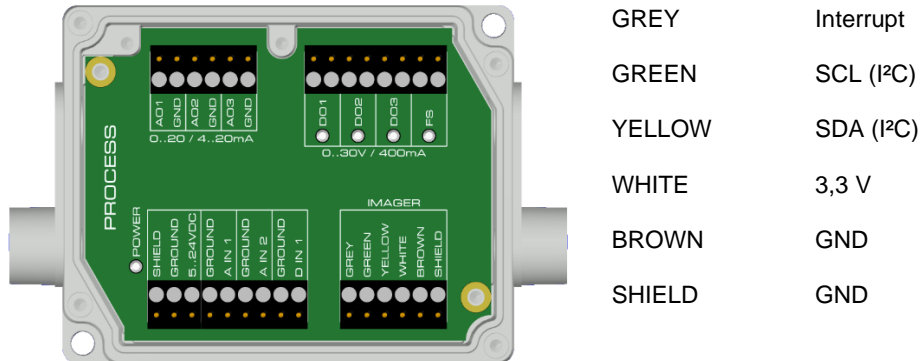 AO1 GND AO2 GND AO3 GND
0..20 / 4..20mA
DO1 DO2 DO3 FS
0..30V / 400mA
PROCESS
POWER
SHIELD GROUND 5..24VDC GROUND A IN 1 GROUND A IN 2 GROUND D IN 1
IMAGER
GREY GREEN YELLOW WHITE BROWN SHIELD
GREY Interrupt
GREEN SCL (I²C)
YELLOW SDA (I²C)
WHITE 3,3 V
BROWN GND
SHIELD GND